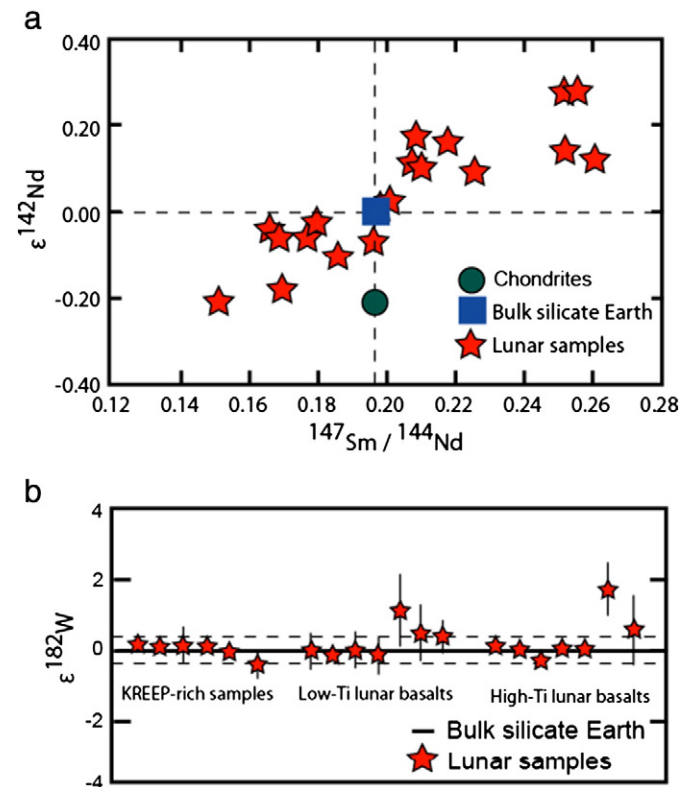 a
0.40
0.20
0.00
-0.20
-0.40
ε¹⁴²Nd
Chondrites
Bulk silicate Earth
Lunar samples
0.12 0.14 0.16 0.18 0.20 0.22 0.24 0.26 0.28
¹⁴⁷Sm / ¹⁴⁴Nd
b
4
2
0
-2
-4
ε¹⁸²W
KREEP-rich samples Low-Ti lunar basalts High-Ti lunar basalts
Bulk silicate Earth
Lunar samples